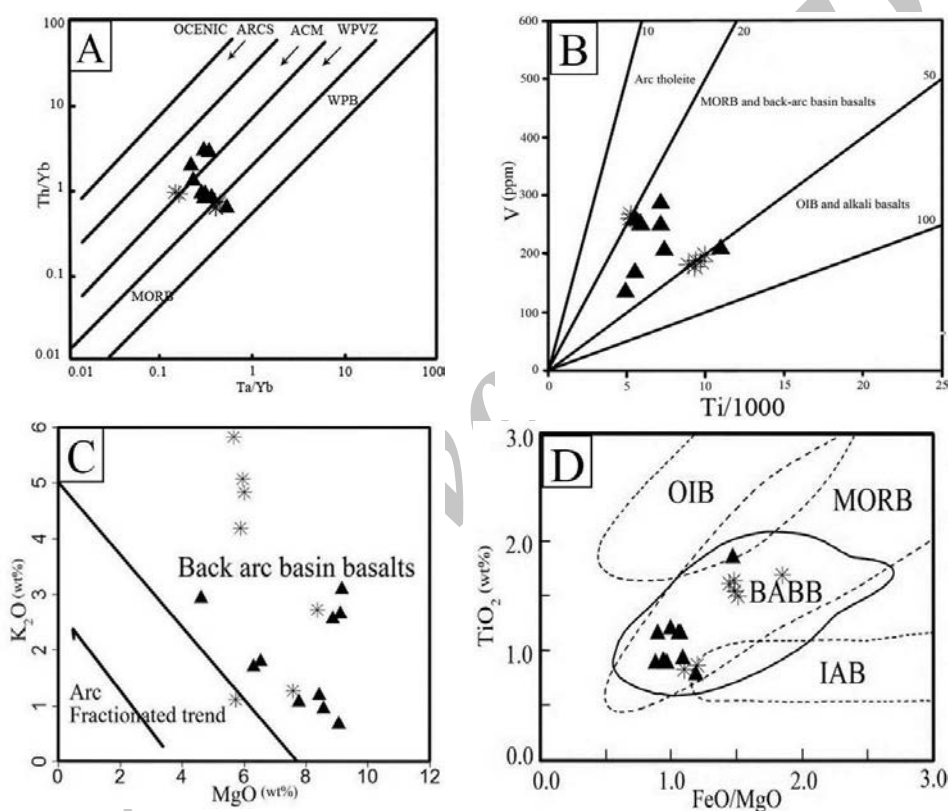 A
100
10
1
0.1
0.01
Th/Yb
OCENIC ARCS ACM WPVZ
WPB
MORB
0.01 0.1 1 10 100
Ta/Yb
B
600
500
400
300
200
100
0
V (ppm)
10
20
50
100
Arc tholeite
MORB and back-arc basin basalts
OIB and alkali basalts
0 5 10 15 20 25
Ti/1000
C
6
5
4
3
2
1
0
K2O (wt%)
Back arc basin basalts
Arc
Fractionated trend
0 2 4 6 8 10 12
MgO (wt%)
D
3.0
2.0
1.0
0.0
TiO2 (wt%)
OIB
MORB
BABB
IAB
0.0 1.0 2.0 3.0
FeO/MgO